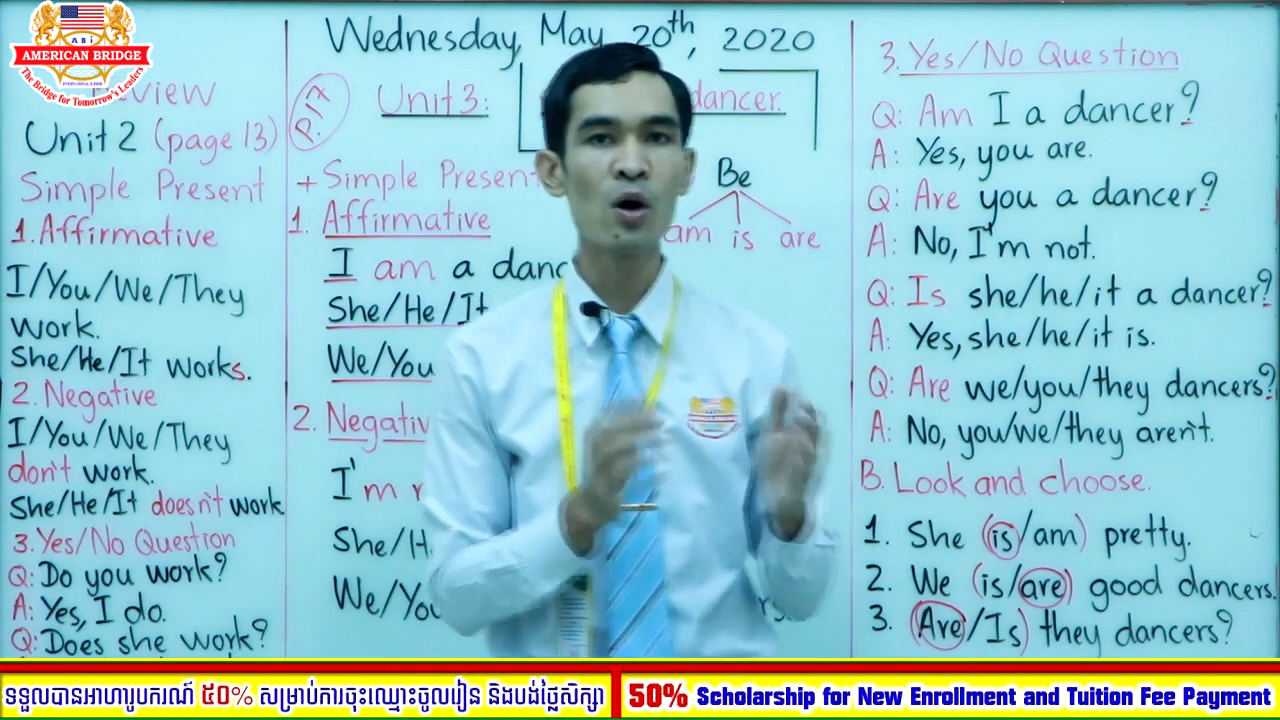 AMERICAN BRIDGE
INTERNATIONAL SCHOOL
The Bridge for Tomorrow's Leaders
Review
Unit 2 (page 13)
Simple Present
1. Affirmative
I/You/We/They
work.
She/He/It works.
2. Negative
I/You/We/They
don't work.
She/He/It doesn't work
3. Yes/No Question
Q: Do you work?
A: Yes, I do.
Q: Does she work?
Wednesday, May 20th, 2020
P.17
Unit 3: dancer.
+ Simple Present
Be
am is are
1. Affirmative
I am a danc
She/He/It
We/You
2. Negativ
I'm
She/H
We/You
3. Yes/No Question
Q: Am I a dancer?
A: Yes, you are.
Q: Are you a dancer?
A: No, I'm not.
Q: Is she/he/it a dancer?
A: Yes, she/he/it is.
Q: Are we/you/they dancers?
A: No, you/we/they aren't.
B. Look and choose.
1. She (is/am) pretty.
2. We (is/are) good dancers.
3. (Are/Is) they dancers?
ទទួលបានអាហារូបករណ៍ ៥០% សម្រាប់ការចុះឈ្មោះចូលរៀន និងបង់ថ្លៃសិក្សា
50% Scholarship for New Enrollment and Tuition Fee Payment